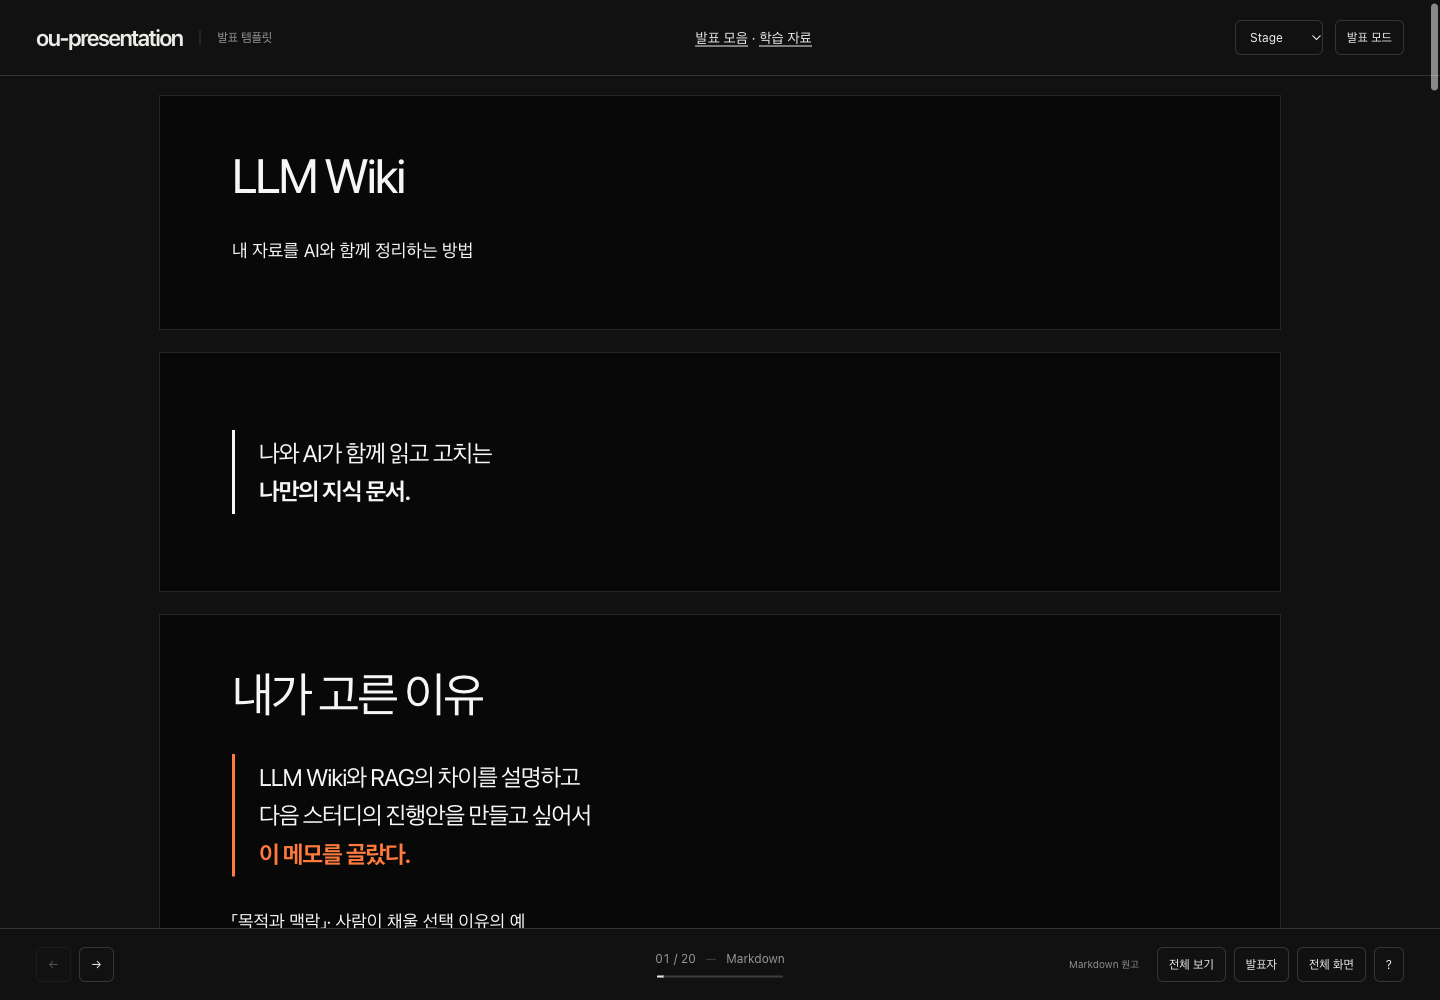 ou-presentation
발표 템플릿
발표 모음 · 학습 자료
Stage
발표 모드
LLM Wiki
내 자료를 AI와 함께 정리하는 방법
나와 AI가 함께 읽고 고치는
나만의 지식 문서.
내가 고른 이유
LLM Wiki와 RAG의 차이를 설명하고
다음 스터디의 진행안을 만들고 싶어서
이 메모를 골랐다.
「목적과 맥락」· 사람이 채울 선택 이유의 예
←
→
01 / 20 — Markdown
Markdown 원고
전체 보기
발표자
전체 화면
?